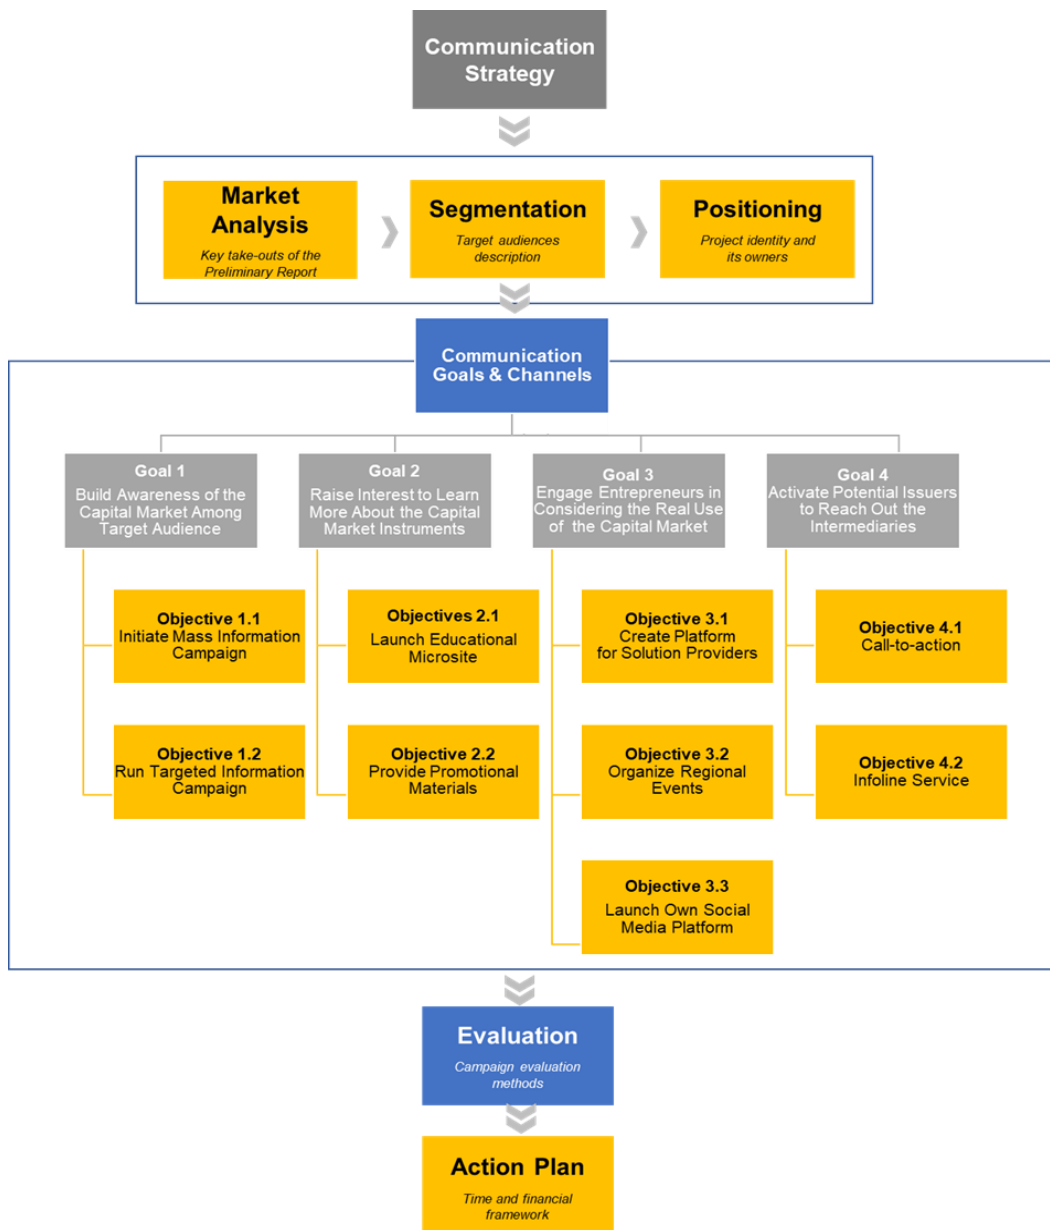 Communication
Strategy
Market
Analysis
Key take-outs of the
Preliminary Report
Segmentation
Target audiences
description
Positioning
Project identity and
its owners
Communication
Goals & Channels
Goal 1
Build Awareness of the
Capital Market Among
Target Audience
Goal 2
Raise Interest to Learn
More About the Capital
Market Instruments
Goal 3
Engage Entrepreneurs in
Considering the Real Use
of the Capital Market
Goal 4
Activate Potential Issuers
to Reach Out the
Intermediaries
Objective 1.1
Initiate Mass Information
Campaign
Objectives 2.1
Launch Educational
Microsite
Objective 3.1
Create Platform
for Solution Providers
Objective 4.1
Call-to-action
Objective 1.2
Run Targeted Information
Campaign
Objective 2.2
Provide Promotional
Materials
Objective 3.2
Organize Regional
Events
Objective 4.2
Infoline Service
Objective 3.3
Launch Own Social
Media Platform
Evaluation
Campaign evaluation
methods
Action Plan
Time and financial
framework